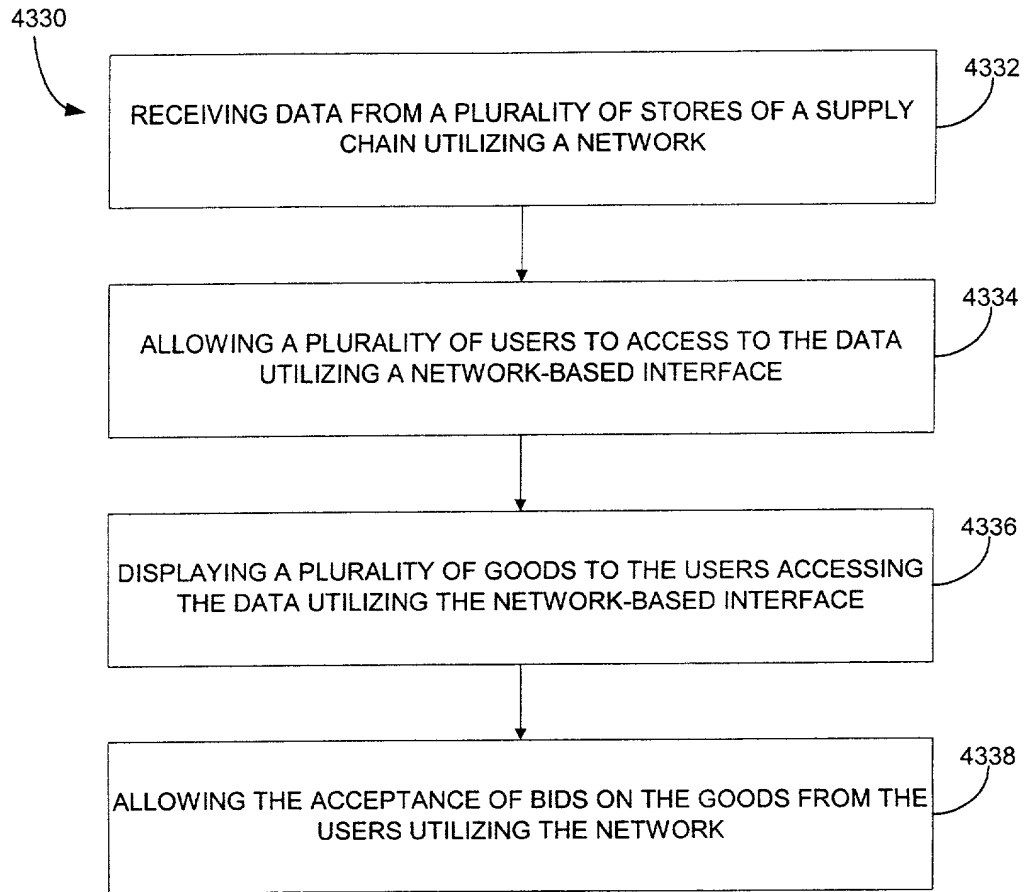 4330
4332
RECEIVING DATA FROM A PLURALITY OF STORES OF A SUPPLY
CHAIN UTILIZING A NETWORK
4334
ALLOWING A PLURALITY OF USERS TO ACCESS TO THE DATA
UTILIZING A NETWORK-BASED INTERFACE
4336
DISPLAYING A PLURALITY OF GOODS TO THE USERS ACCESSING
THE DATA UTILIZING THE NETWORK-BASED INTERFACE
4338
ALLOWING THE ACCEPTANCE OF BIDS ON THE GOODS FROM THE
USERS UTILIZING THE NETWORK